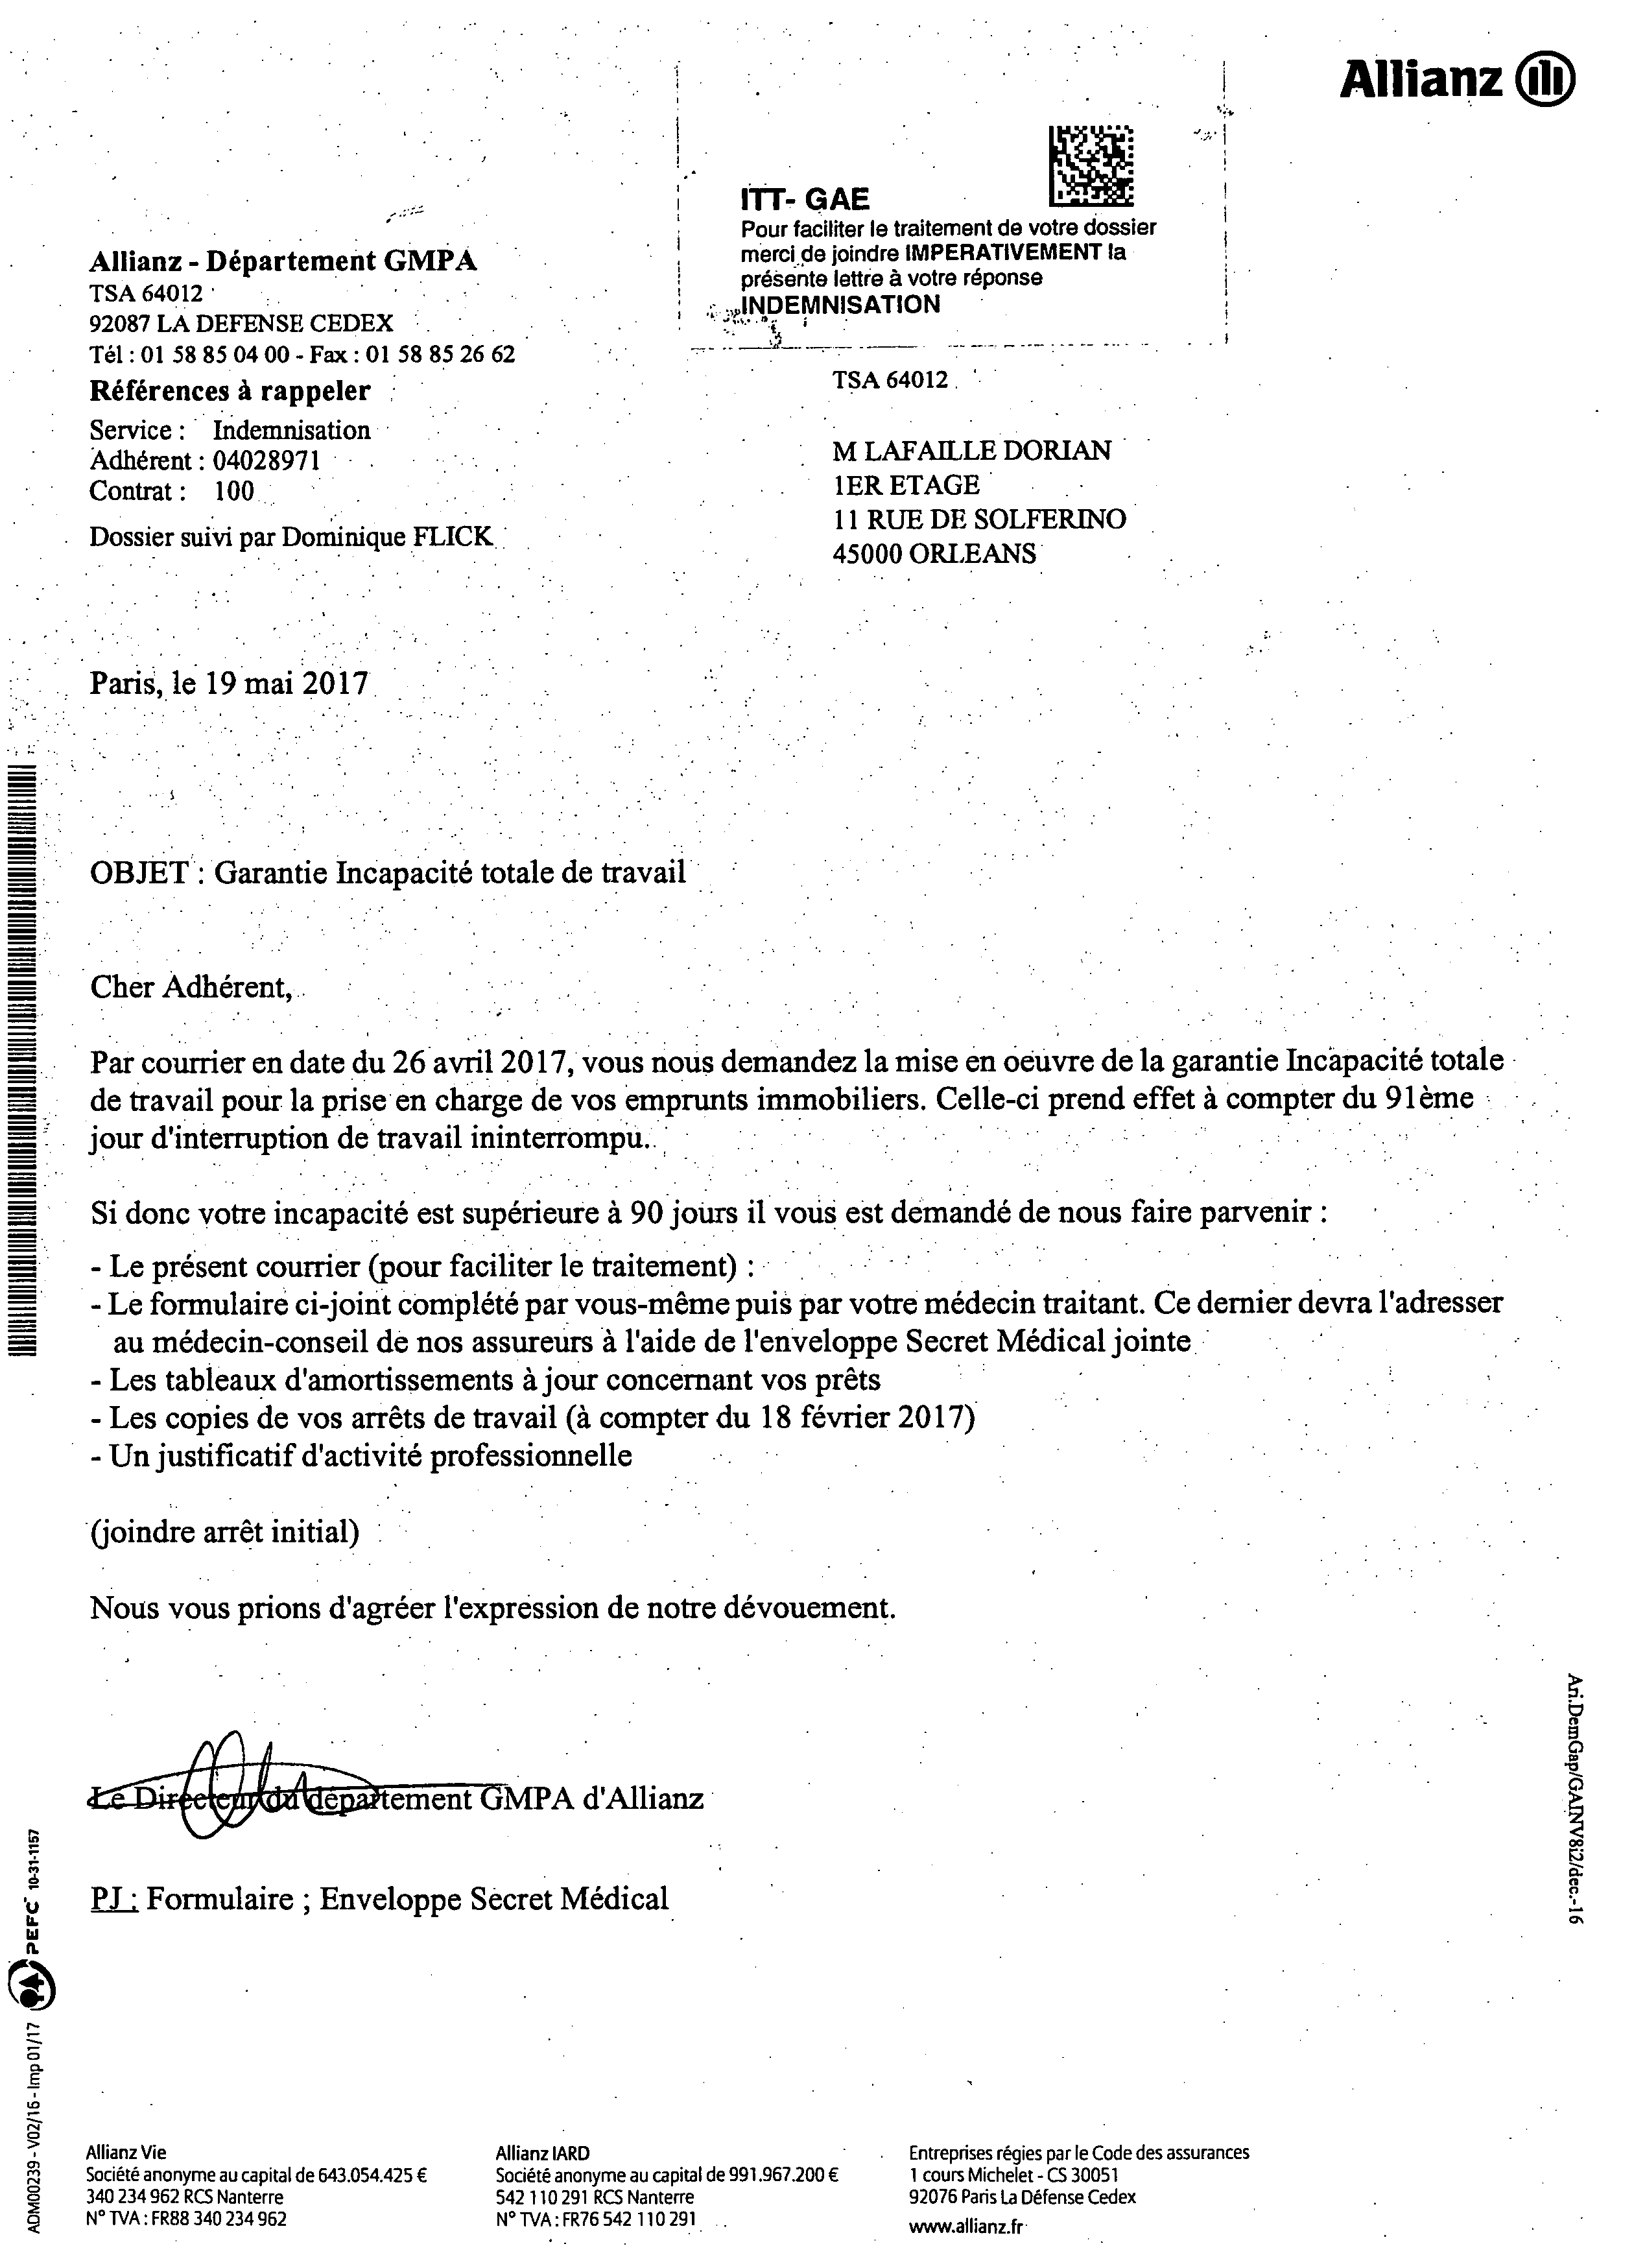 Allianz
ITT- GAE
Pour faciliter le traitement de votre dossier
merci de joindre IMPERATIVEMENT la
présente lettre à votre réponse
INDEMNISATION
Allianz - Département GMPA
TSA 64012
92087 LA DEFENSE CEDEX
Tél : 01 58 85 04 00 - Fax : 01 58 85 26 62
Références à rappeler
Service : Indemnisation
Adhérent : 04028971
Contrat : 100
Dossier suivi par Dominique FLICK
TSA 64012
M LAFAILLE DORIAN
1ER ETAGE
11 RUE DE SOLFERINO
45000 ORLEANS
Paris, le 19 mai 2017
OBJET : Garantie Incapacité totale de travail
Cher Adhérent,
Par courrier en date du 26 avril 2017, vous nous demandez la mise en oeuvre de la garantie Incapacité totale
de travail pour la prise en charge de vos emprunts immobiliers. Celle-ci prend effet à compter du 91ème
jour d'interruption de travail ininterrompu.
Si donc votre incapacité est supérieure à 90 jours il vous est demandé de nous faire parvenir :
- Le présent courrier (pour faciliter le traitement) :
- Le formulaire ci-joint complété par vous-même puis par votre médecin traitant. Ce dernier devra l'adresser
au médecin-conseil de nos assureurs à l'aide de l'enveloppe Secret Médical jointe
- Les tableaux d'amortissements à jour concernant vos prêts
- Les copies de vos arrêts de travail (à compter du 18 février 2017)
- Un justificatif d'activité professionnelle
(joindre arrêt initial)
Nous vous prions d'agréer l'expression de notre dévouement.
Le Directeur du département GMPA d'Allianz
PJ : Formulaire ; Enveloppe Secret Médical
Ari.DemGap/GAINV8i2/dec.-16
ADM00239 - V02/16 - Imp 01/17 PEFC 10-31-1157
Allianz Vie
Société anonyme au capital de 643.054.425 €
340 234 962 RCS Nanterre
N° TVA : FR88 340 234 962
Allianz IARD
Société anonyme au capital de 991.967.200 €
542 110 291 RCS Nanterre
N° TVA : FR76 542 110 291
Entreprises régies par le Code des assurances
1 cours Michelet - CS 30051
92076 Paris La Défense Cedex
www.allianz.fr